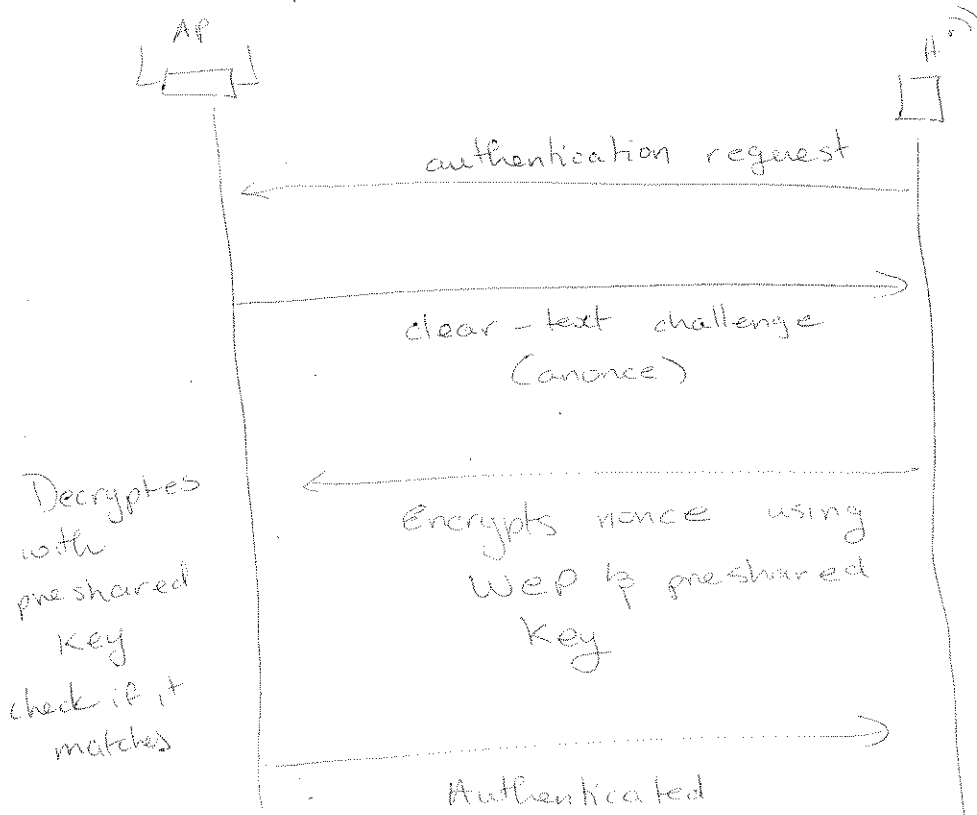 AP
H
authentication request
clear-text challenge
(anonce)
Decryptes
with
preshared
Key
check if it
matches
Encrypts nonce using
WEP & preshared
Key
Authenticated